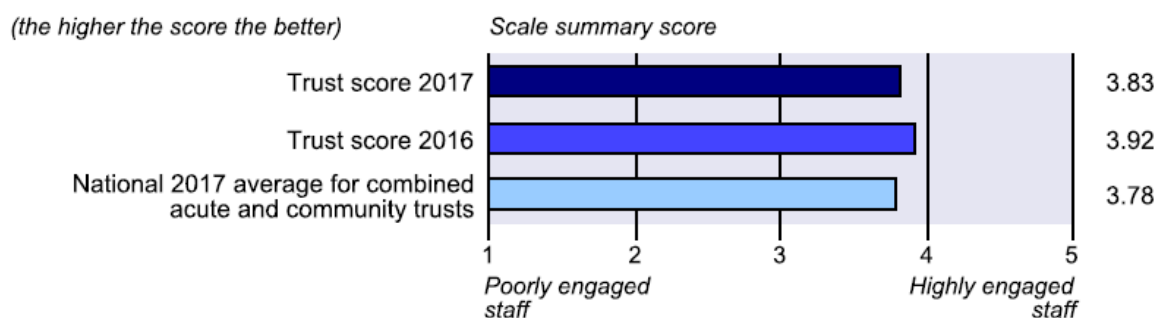 (the higher the score the better)
Scale summary score
Trust score 2017
3.83
Trust score 2016
3.92
National 2017 average for combined
acute and community trusts
3.78
1
2
3
4
5
Poorly engaged
staff
Highly engaged
staff